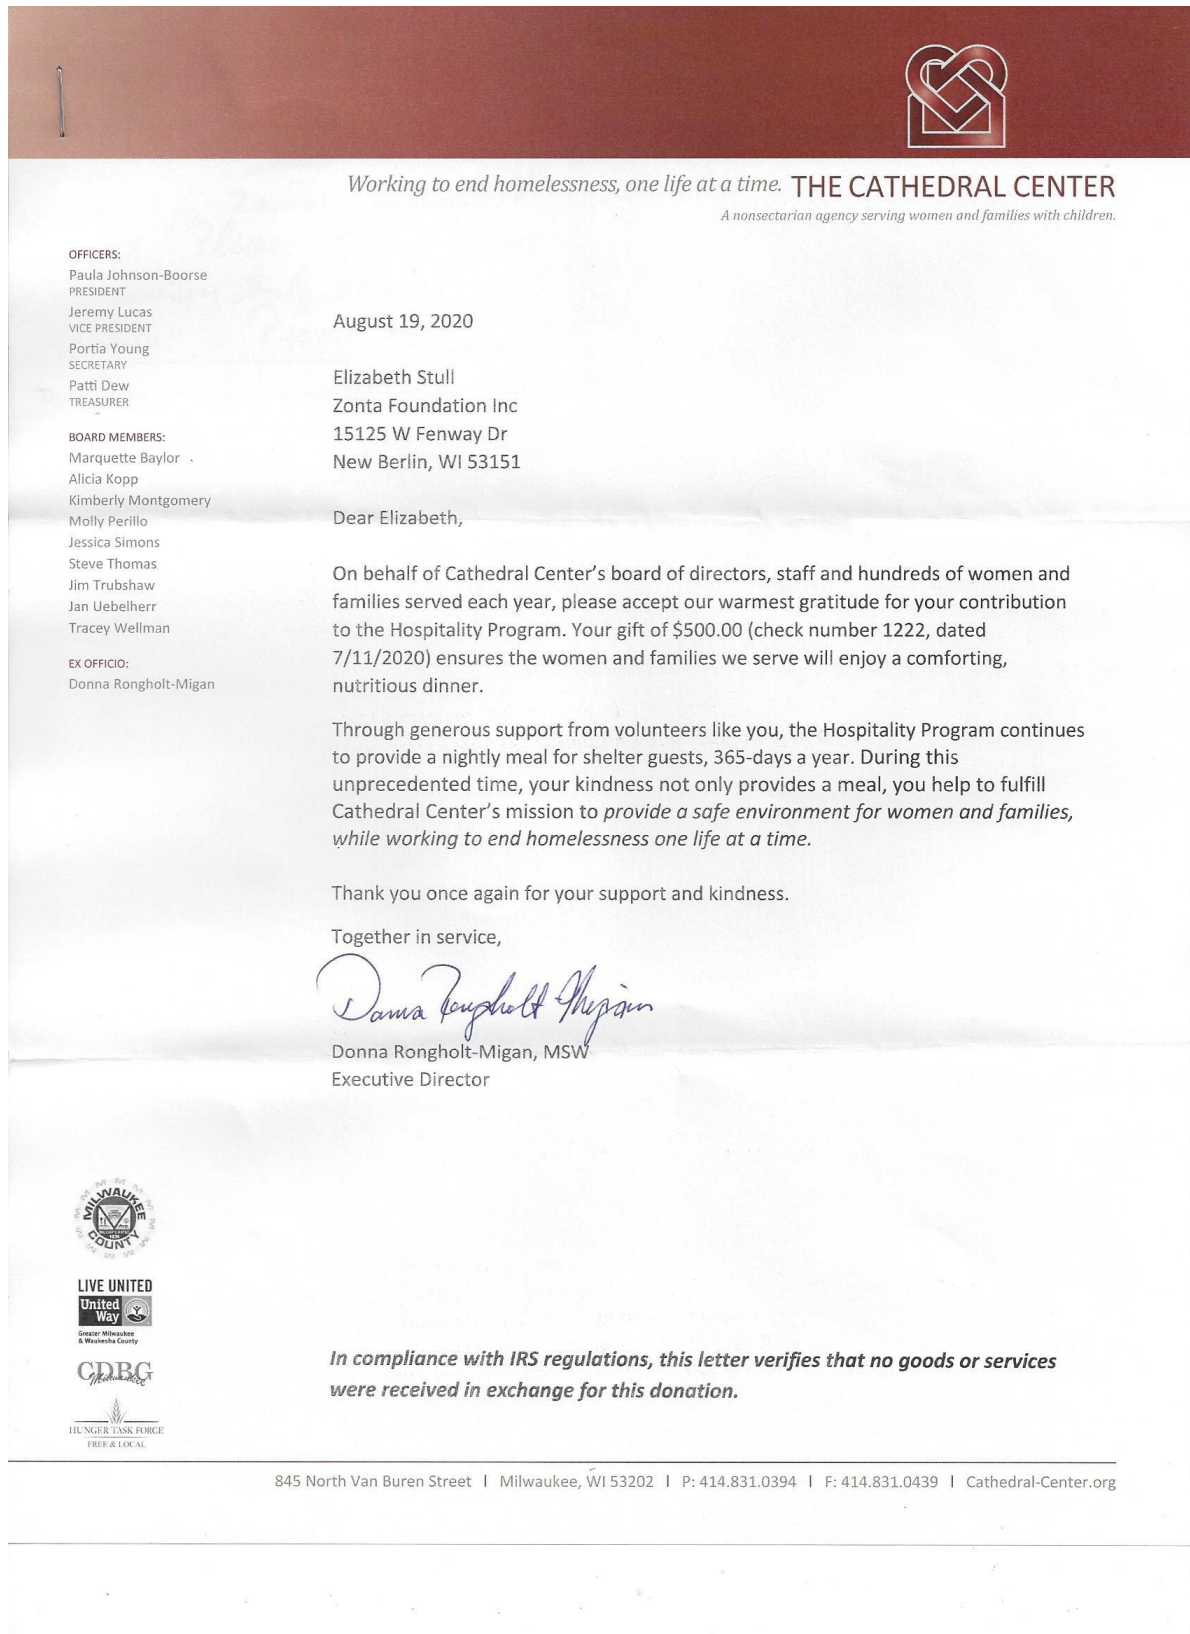 Working to end homelessness, one life at a time. THE CATHEDRAL CENTER
A nonsectarian agency serving women and families with children.
OFFICERS:
Paula Johnson-Boorse
PRESIDENT
Jeremy Lucas
VICE PRESIDENT
Portia Young
SECRETARY
Patti Dew
TREASURER
BOARD MEMBERS:
Marquette Baylor
Alicia Kopp
Kimberly Montgomery
Molly Perillo
Jessica Simons
Steve Thomas
Jim Trubshaw
Jan Uebelherr
Tracey Wellman
EX OFFICIO:
Donna Rongholt-Migan
August 19, 2020
Elizabeth Stull
Zonta Foundation Inc
15125 W Fenway Dr
New Berlin, WI 53151
Dear Elizabeth,
On behalf of Cathedral Center's board of directors, staff and hundreds of women and
families served each year, please accept our warmest gratitude for your contribution
to the Hospitality Program. Your gift of $500.00 (check number 1222, dated
7/11/2020) ensures the women and families we serve will enjoy a comforting,
nutritious dinner.
Through generous support from volunteers like you, the Hospitality Program continues
to provide a nightly meal for shelter guests, 365-days a year. During this
unprecedented time, your kindness not only provides a meal, you help to fulfill
Cathedral Center's mission to provide a safe environment for women and families,
while working to end homelessness one life at a time.
Thank you once again for your support and kindness.
Together in service,
Donna Rongholt-Migan
Donna Rongholt-Migan, MSW
Executive Director
MILWAUKEE
COUNTY
LIVE UNITED
United
Way
Greater Milwaukee
& Waukesha County
CDBG
Milwaukee
HUNGER TASK FORCE
FREE & LOCAL
In compliance with IRS regulations, this letter verifies that no goods or services
were received in exchange for this donation.
845 North Van Buren Street | Milwaukee, WI 53202 | P: 414.831.0394 | F: 414.831.0439 | Cathedral-Center.org